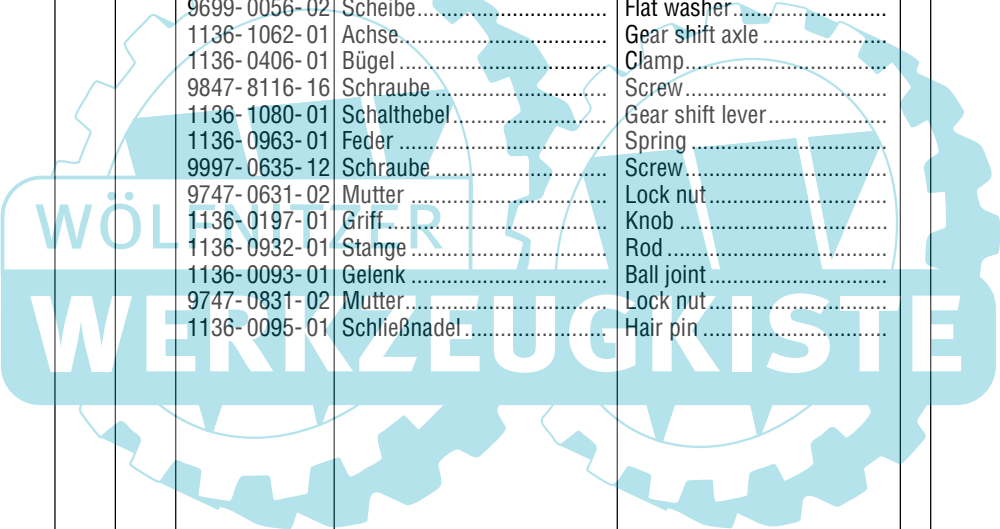 9699-0056-02 Scheibe................................ Flat washer..........................
1136-1062-01 Achse................................... Gear shift axle .....................
1136-0406-01 Bügel ................................... Clamp..................................
9847-8116-16 Schraube ............................. Screw..................................
1136-1080-01 Schalthebel.......................... Gear shift lever....................
1136-0963-01 Feder ................................... Spring .................................
9997-0635-12 Schraube ............................. Screw..................................
9747-0631-02 Mutter .................................. Lock nut..............................
1136-0197-01 Griff..................................... Knob ...................................
1136-0932-01 Stange ................................. Rod .....................................
1136-0093-01 Gelenk ................................. Ball joint..............................
9747-0831-02 Mutter.................................. Lock nut ..............................
1136-0095-01 Schließnadel....................... Hair pin ...............................
WÖLFNITZER
WERKZEUGKISTE